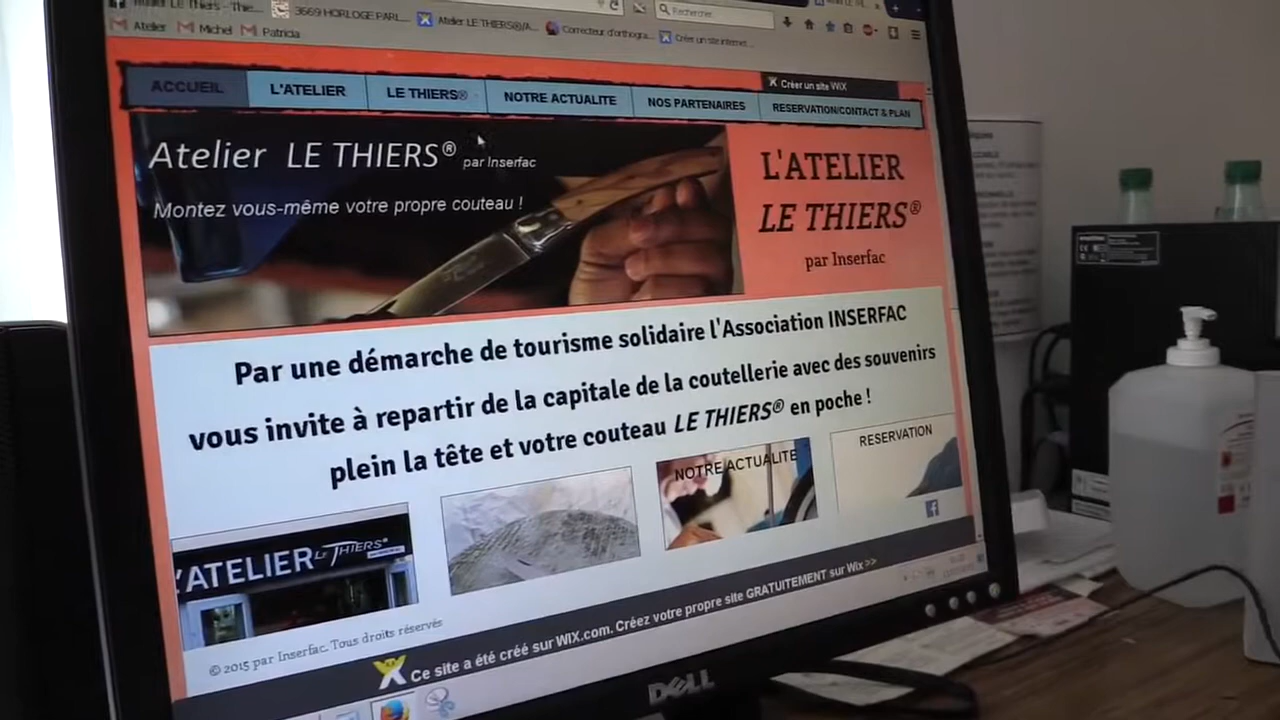 3669 HORLOGE PARL...
Atelier LE THIERS®/A...
Correcteur d'orthogra...
Créer un site internet...
Rechercher
Atelier
Michel
Patricia
Créer un site WIX
ACCUEIL
L'ATELIER
LE THIERS®
NOTRE ACTUALITE
NOS PARTENAIRES
RESERVATION/CONTACT & PLAN
Atelier LE THIERS® par Inserfac
Montez vous-même votre propre couteau !
L'ATELIER
LE THIERS®
par Inserfac
Par une démarche de tourisme solidaire l'Association INSERFAC
vous invite à repartir de la capitale de la coutellerie avec des souvenirs
plein la tête et votre couteau LE THIERS® en poche !
L'ATELIER LE THIERS®
NOTRE ACTUALITE
RESERVATION
© 2015 par Inserfac. Tous droits réservés
Ce site a été créé sur WIX.com. Créez votre propre site GRATUITEMENT sur Wix >>
DELL